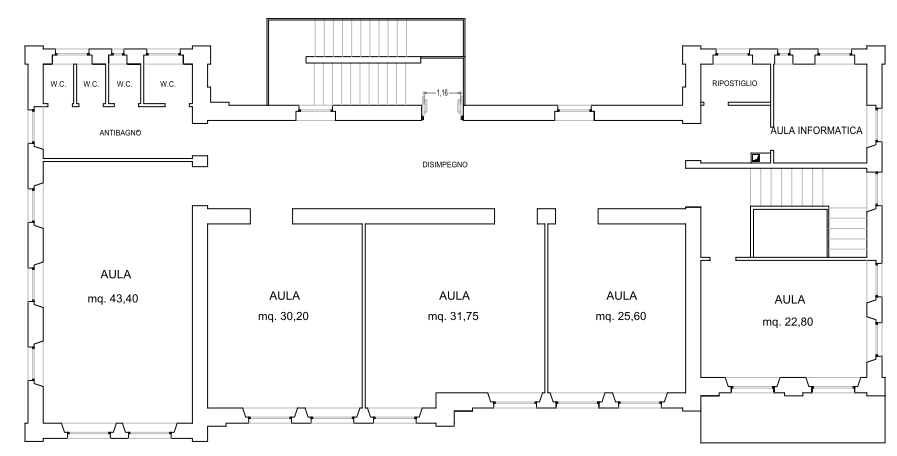 W.C. W.C. W.C. W.C.
1,16
RIPOSTIGLIO
ANTIBAGNO
AULA INFORMATICA
DISIMPEGNO
AULA
mq. 43,40
AULA
mq. 30,20
AULA
mq. 31,75
AULA
mq. 25,60
AULA
mq. 22,80